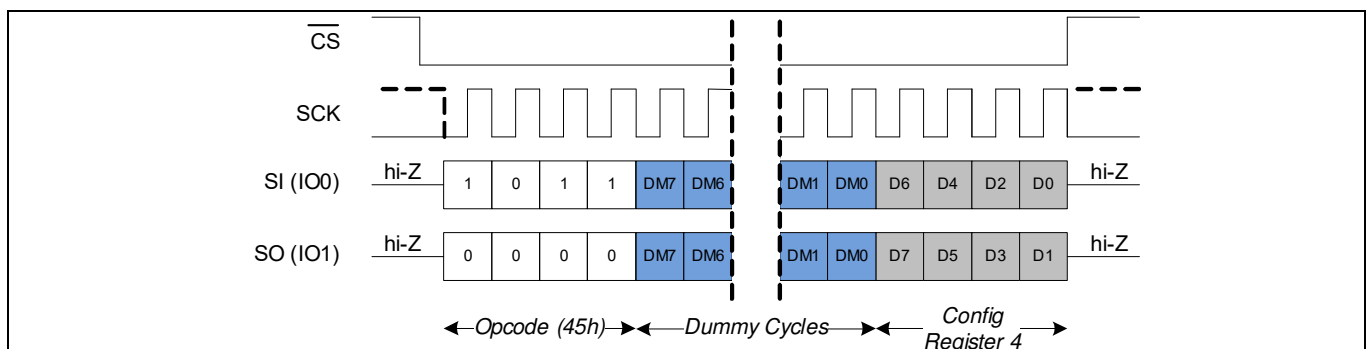 CS
SCK
hi-Z 1 0 1 1 DM7 DM6 DM1 DM0 D6 D4 D2 D0 hi-Z
SI (IO0)
hi-Z 0 0 0 0 DM7 DM6 DM1 DM0 D7 D5 D3 D1 hi-Z
SO (IO1)
Opcode (45h) Dummy Cycles Config
Register 4